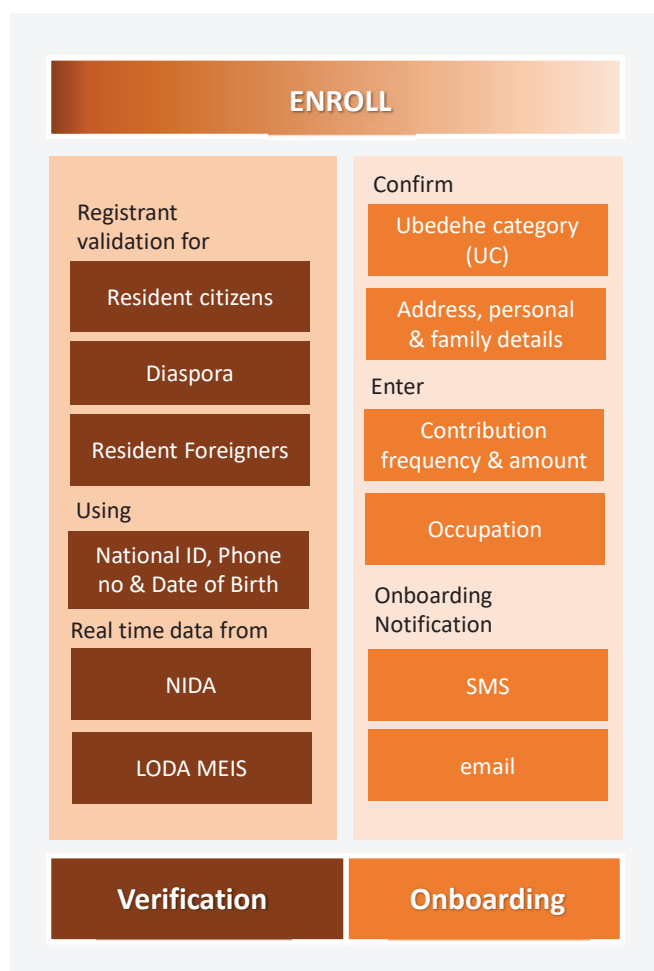 ENROLL
Registrant
validation for
Resident citizens
Diaspora
Resident Foreigners
Using
National ID, Phone
no & Date of Birth
Real time data from
NIDA
LODA MEIS
Verification
Confirm
Ubedehe category
(UC)
Address, personal
& family details
Enter
Contribution
frequency & amount
Occupation
Onboarding
Notification
SMS
email
Onboarding